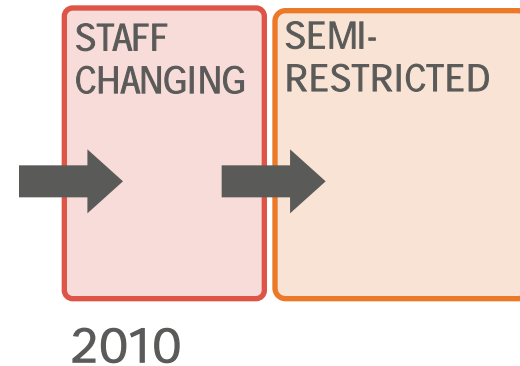 STAFF
CHANGING
SEMI-
RESTRICTED
2010